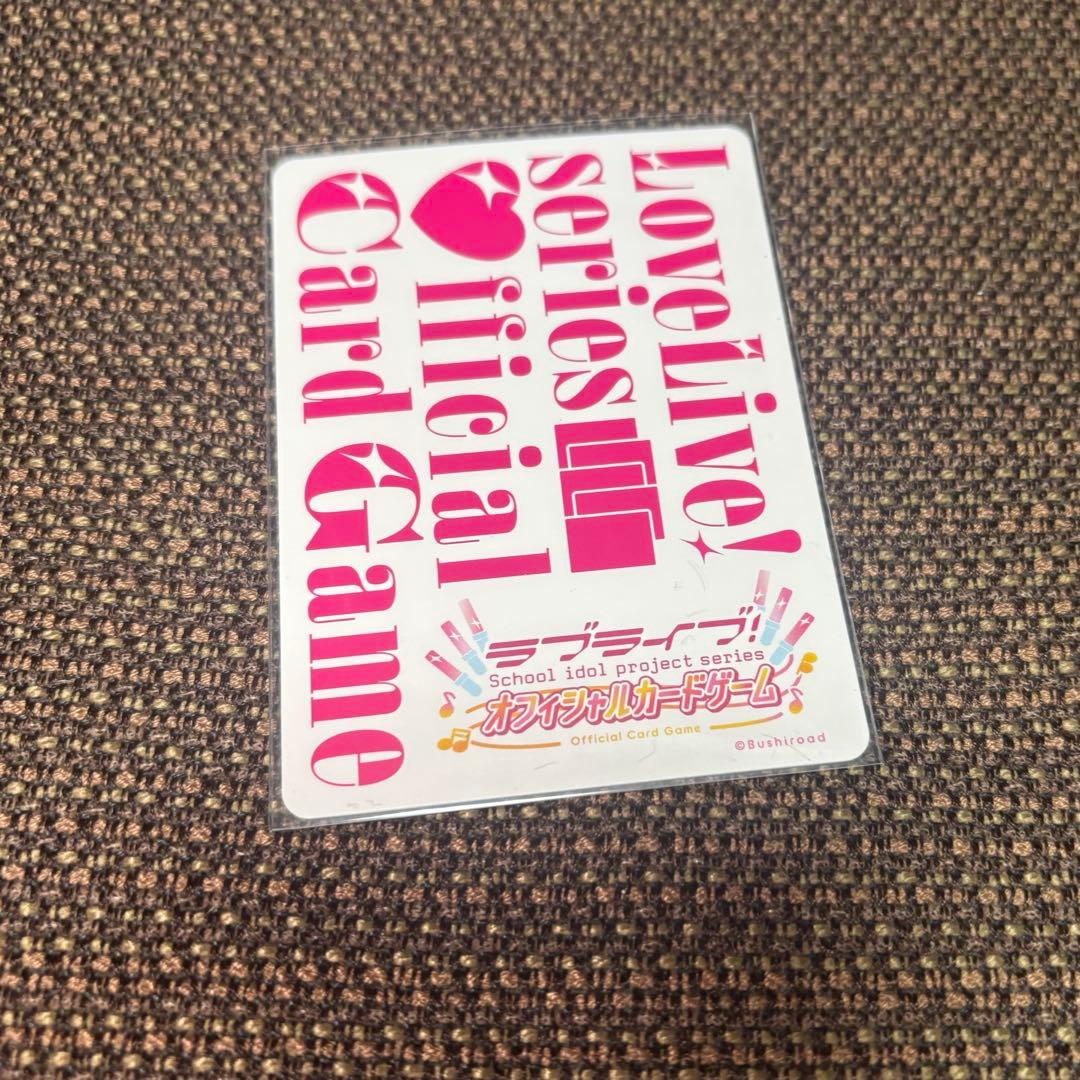 LoveLive!
series
Official
Card Game
ラブライブ!
School idol project series
オフィシャルカードゲーム
Official Card Game
©Bushiroad